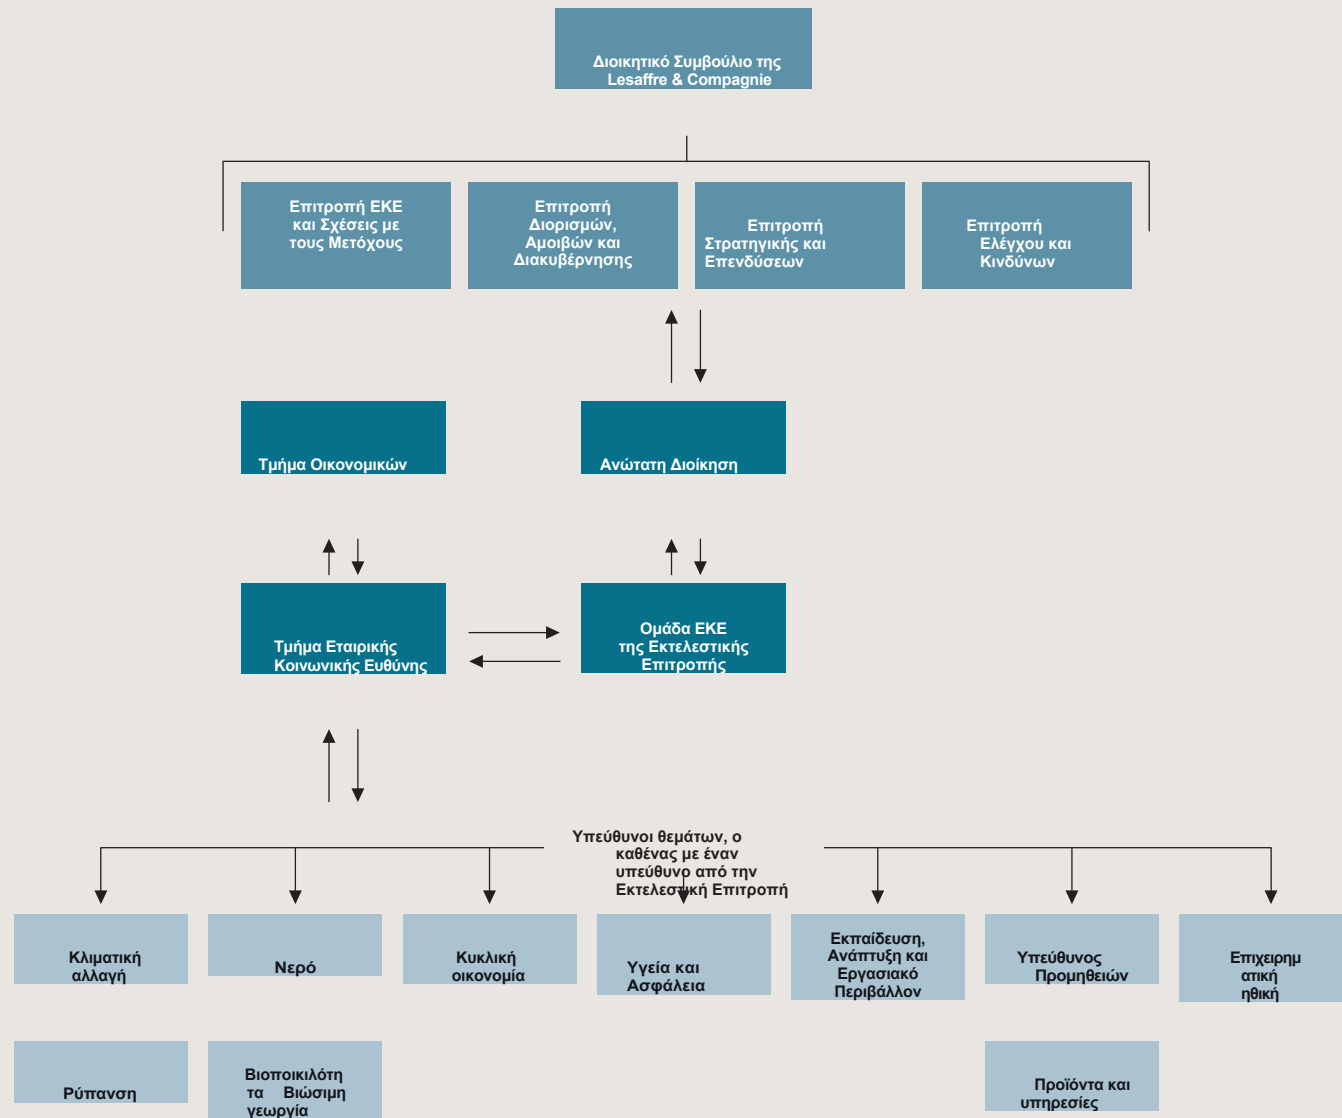 Διοικητικό Συμβούλιο της
Lesaffre & Compagnie
Επιτροπή ΕΚΕ
και Σχέσεις με
τους Μετόχους
Επιτροπή
Διορισμών,
Αμοιβών και
Διακυβέρνησης
Επιτροπή
Στρατηγικής και
Επενδύσεων
Επιτροπή
Ελέγχου και
Κινδύνων
Τμήμα Οικονομικών
Ανώτατη Διοίκηση
Τμήμα Εταιρικής
Κοινωνικής Ευθύνης
Ομάδα ΕΚΕ
της Εκτελεστικής
Επιτροπής
Υπεύθυνοι θεμάτων, ο
καθένας με έναν
υπεύθυνο από την
Εκτελεστική Επιτροπή
Κλιματική
αλλαγή
Νερό
Κυκλική
οικονομία
Υγεία και
Ασφάλεια
Εκπαίδευση,
Ανάπτυξη και
Εργασιακό
Περιβάλλον
Υπεύθυνος
Προμηθειών
Επιχειρημ
ατική
ηθική
Ρύπανση
Βιοποικιλότη
τα Βιώσιμη
γεωργία
Προϊόντα και
υπηρεσίες